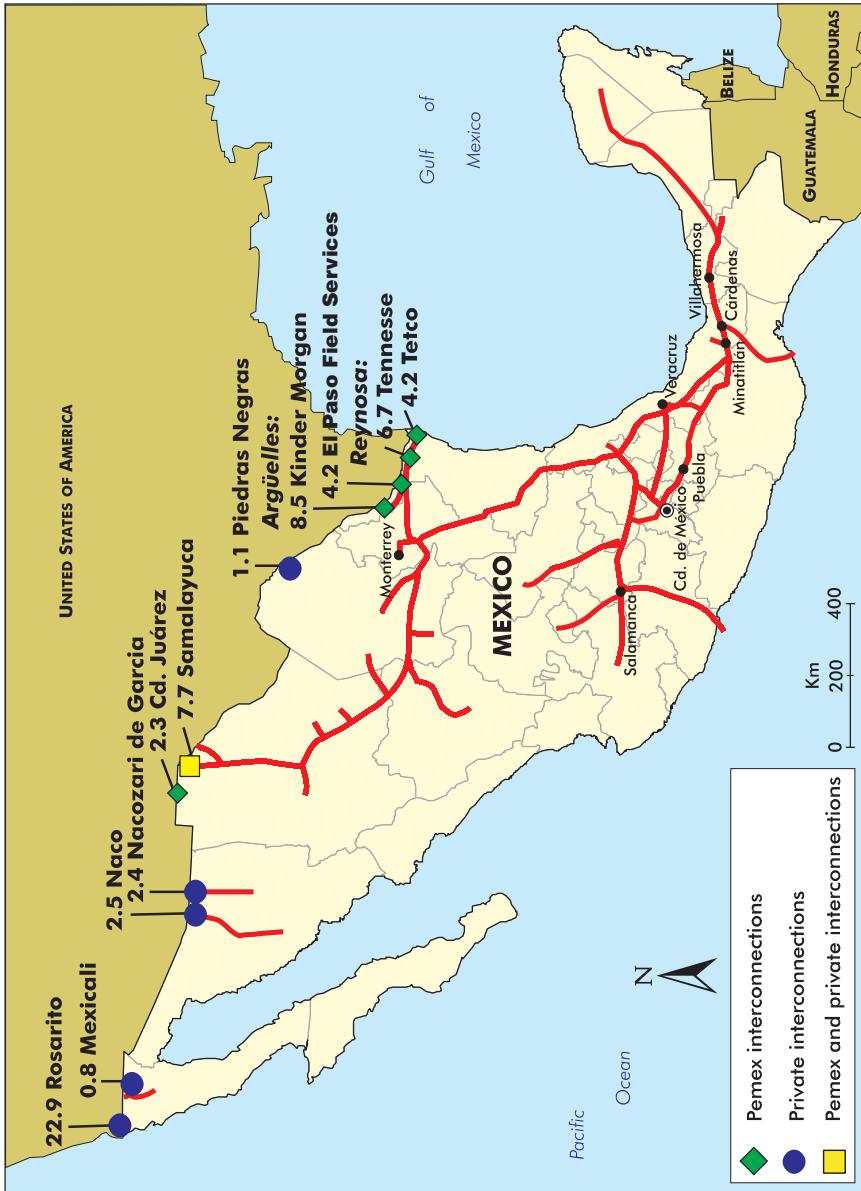 UNITED STATES OF AMERICA
22.9 Rosarito
0.8 Mexicali
2.5 Naco
2.4 Nacozari de Garcia
2.3 Cd. Juárez
7.7 Samalayuca
1.1 Piedras Negras
Argüelles:
8.5 Kinder Morgan
4.2 El Paso Field Services
Reynosa:
6.7 Tennesse
4.2 Tetco
Gulf of
Mexico
Monterrey
MEXICO
Salamanca
Cd. de México
Puebla
Veracruz
Minatitlán
Cárdenas
Villahermosa
BELIZE
GUATEMALA
HONDURAS
Pacific
Ocean
N
Km
0 200 400
Pemex interconnections
Private interconnections
Pemex and private interconnections